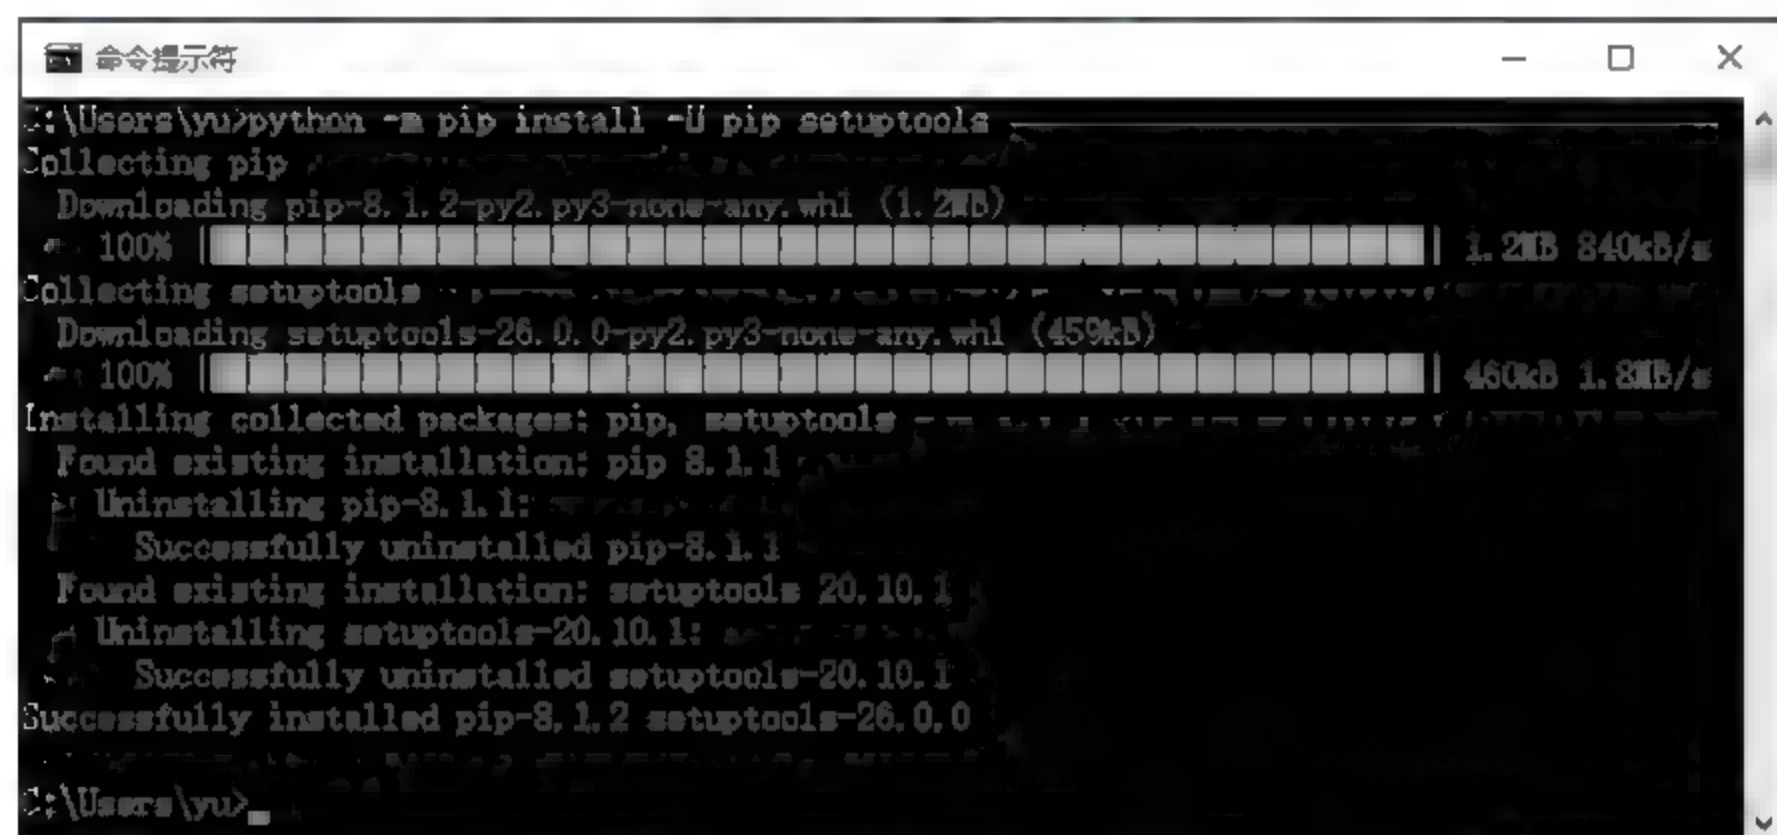 命令提示符
C:\Users\yu>python -m pip install -U pip setuptools
Collecting pip
Downloading pip-8.1.2-py2.py3-none-any.whl (1.2MB)
100% 1.2MB 840kB/s
Collecting setuptools
Downloading setuptools-26.0.0-py2.py3-none-any.whl (459kB)
100% 460kB 1.8MB/s
Installing collected packages: pip, setuptools
Found existing installation: pip 8.1.1
Uninstalling pip-8.1.1:
Successfully uninstalled pip-8.1.1
Found existing installation: setuptools 20.10.1
Uninstalling setuptools-20.10.1:
Successfully uninstalled setuptools-20.10.1
Successfully installed pip-8.1.2 setuptools-26.0.0
C:\Users\yu>